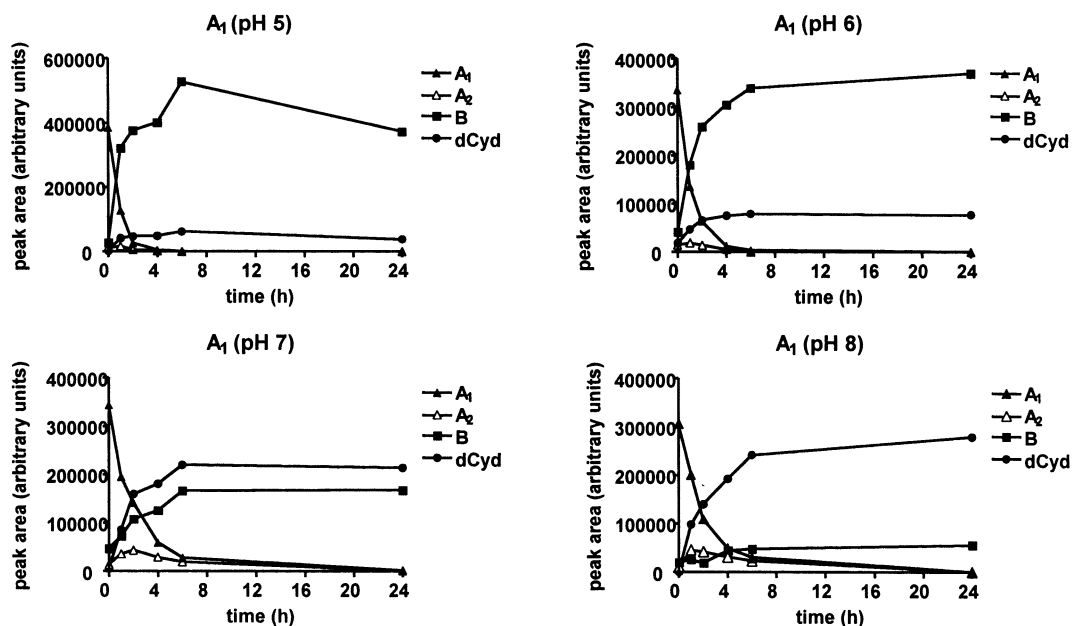 A₁ (pH 5)
peak area (arbitrary units)
600000
400000
200000
0
0 4 8 12 16 20 24
time (h)
A₁
A₂
B
dCyd
A₁ (pH 6)
peak area (arbitrary units)
400000
300000
200000
100000
0
0 4 8 12 16 20 24
time (h)
A₁
A₂
B
dCyd
A₁ (pH 7)
peak area (arbitrary units)
400000
300000
200000
100000
0
0 4 8 12 16 20 24
time (h)
A₁
A₂
B
dCyd
A₁ (pH 8)
peak area (arbitrary units)
400000
300000
200000
100000
0
0 4 8 12 16 20 24
time (h)
A₁
A₂
B
dCyd